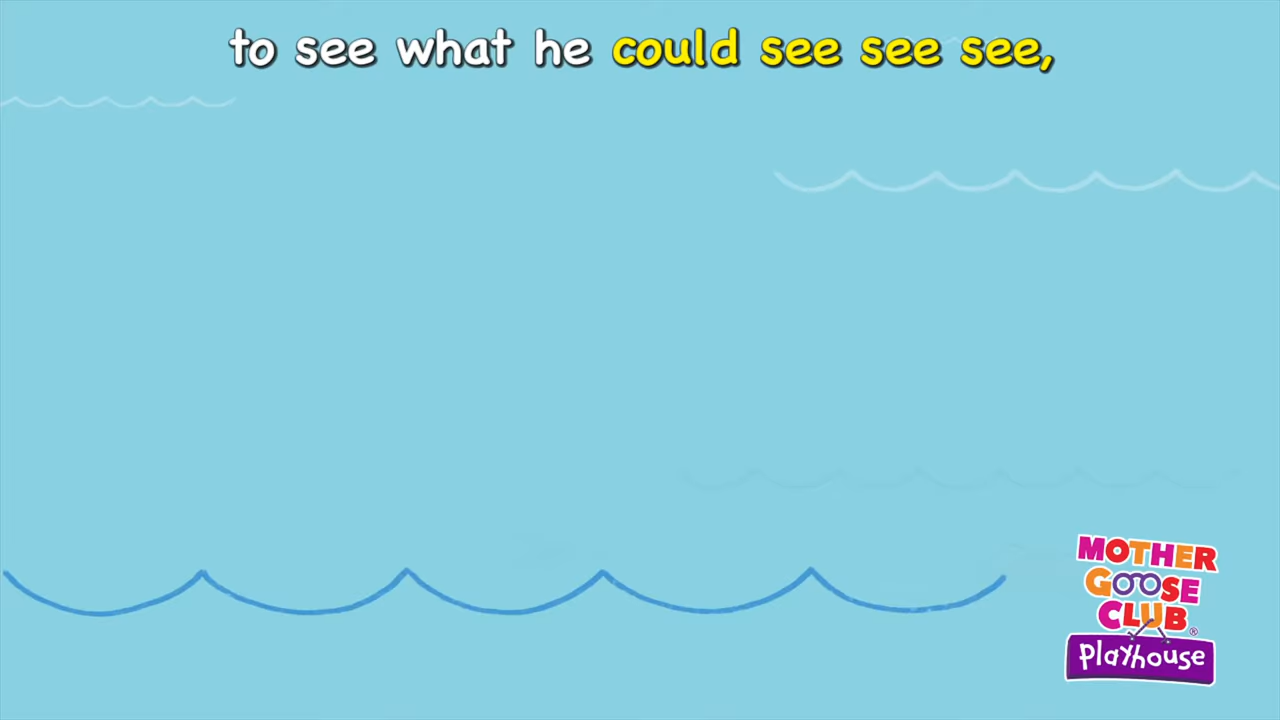 to see what he could see see see,
MOTHER
GOOSE
CLUB®
Playhouse